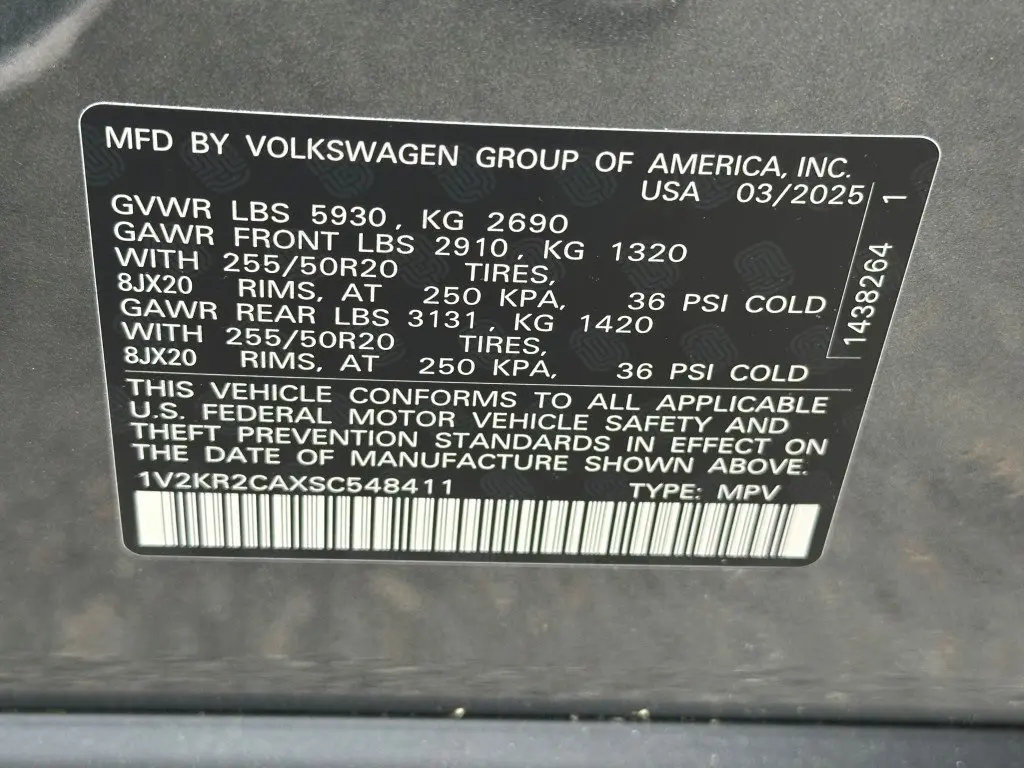 MFD BY VOLKSWAGEN GROUP OF AMERICA, INC.
USA 03/2025
GVWR LBS 5930, KG 2690
GAWR FRONT LBS 2910, KG 1320
WITH 255/50R20 TIRES,
8JX20 RIMS, AT 250 KPA, 36 PSI COLD
GAWR REAR LBS 3131, KG 1420
WITH 255/50R20 TIRES,
8JX20 RIMS, AT 250 KPA, 36 PSI COLD
THIS VEHICLE CONFORMS TO ALL APPLICABLE
U.S. FEDERAL MOTOR VEHICLE SAFETY AND
THEFT PREVENTION STANDARDS IN EFFECT ON
THE DATE OF MANUFACTURE SHOWN ABOVE.
1V2KR2CAXSC548411 TYPE: MPV
1438264 1